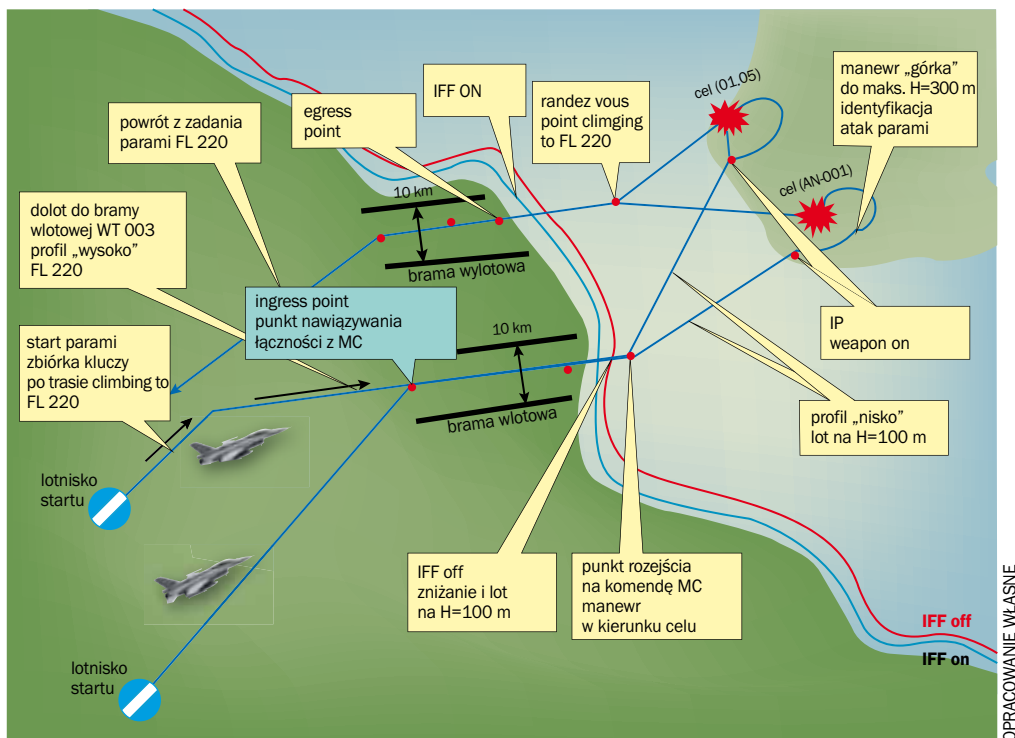 IFF ON
manewr „górka”
do maks. H=300 m
identyfikacja
atak parami
cel (01.05)
randez vous
point climging
to FL 220
powrót z zadania
parami FL 220
egress
point
cel (AN-001)
10 km
brama wylotowa
dolot do bramy
wlotowej WT 003
profil „wysoko”
FL 220
ingress point
punkt nawiązywania
łączności z MC
10 km
brama wlotowa
start parami
zbiórka kluczy
po trasie climbing to
FL 220
IP
weapon on
profil „nisko”
lot na H=100 m
lotnisko
startu
IFF off
zniżanie i lot
na H=100 m
punkt rozejścia
na komendę MC
manewr
w kierunku celu
lotnisko
startu
IFF off
IFF on
OPRACOWANIE WŁASNE